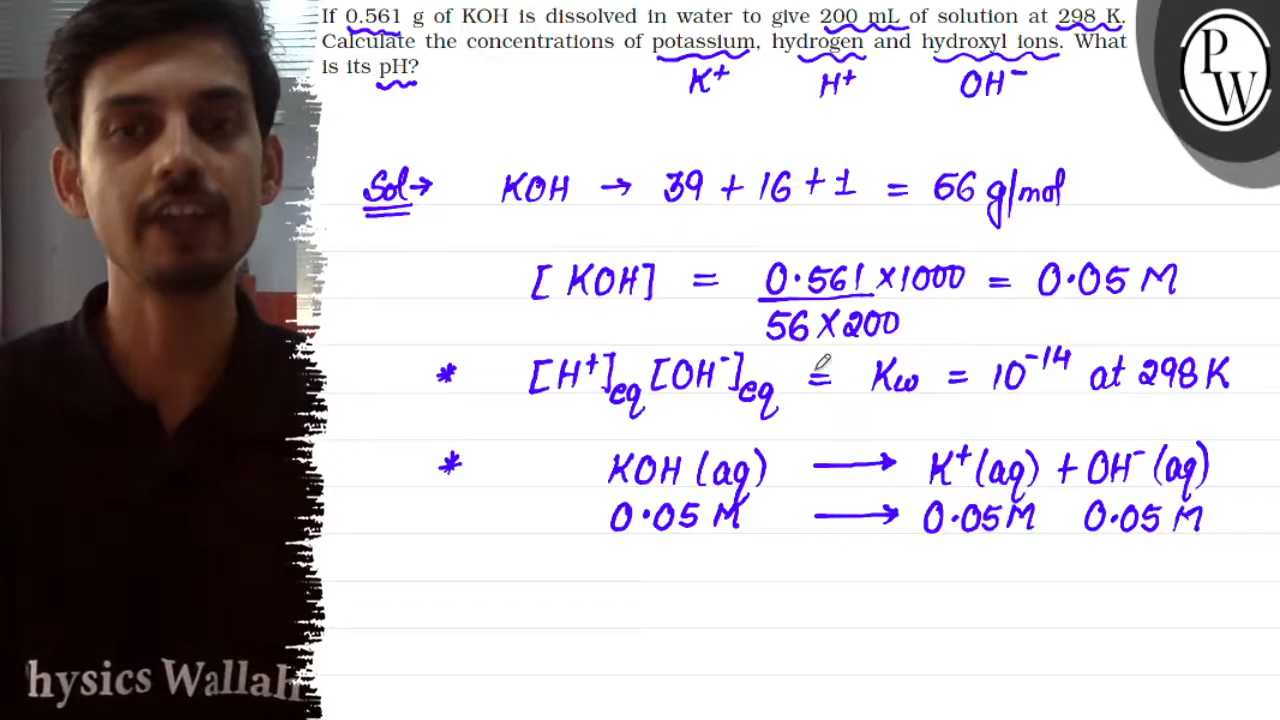 If 0.561 g of KOH is dissolved in water to give 200 mL of solution at 298 K.
Calculate the concentrations of potassium, hydrogen and hydroxyl ions. What
is its pH?
K⁺ H⁺ OH⁻
PW
Sol→ KOH → 39 + 16 + 1 = 56 g/mol
[KOH] = 0.561 × 1000 = 0.05 M
56 × 200
* [H⁺]eq [OH⁻]eq = Kw = 10⁻¹⁴ at 298 K
* KOH (aq) ⟶ K⁺(aq) + OH⁻(aq)
0.05 M ⟶ 0.05 M 0.05 M
hysics Wallah